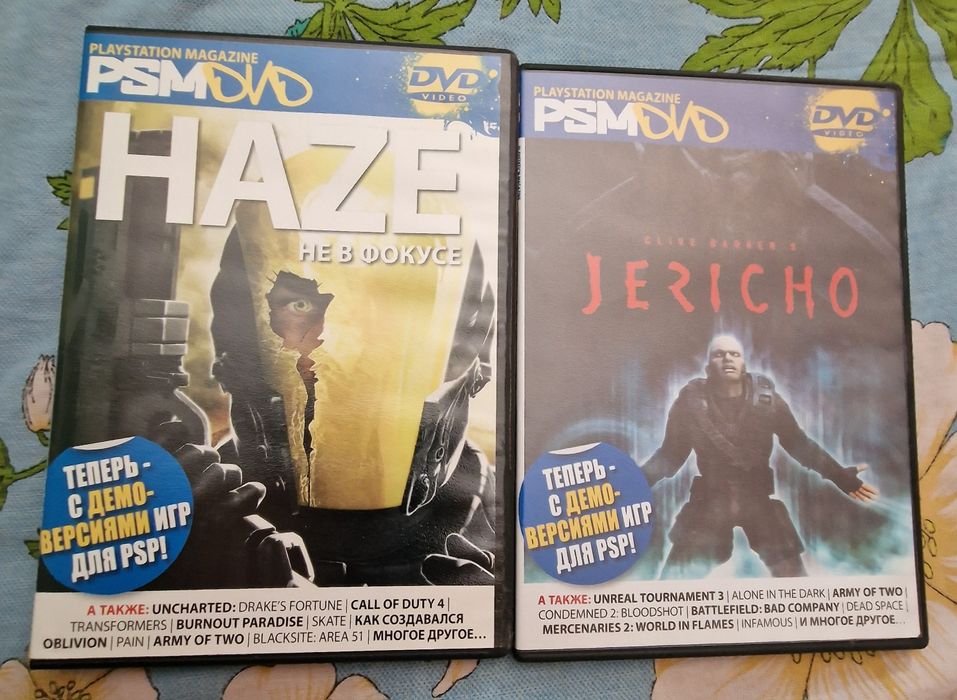 PLAYSTATION MAGAZINE
PSMDVD
DVD
VIDEO
HAZE
НЕ В ФОКУСЕ
ТЕПЕРЬ -
С ДЕМО-
ВЕРСИЯМИ ИГР
ДЛЯ PSP!
А ТАКЖЕ: UNCHARTED: DRAKE'S FORTUNE | CALL OF DUTY 4 |
TRANSFORMERS | BURNOUT PARADISE | SKATE | КАК СОЗДАВАЛСЯ
OBLIVION | PAIN | ARMY OF TWO | BLACKSITE: AREA 51 | МНОГОЕ ДРУГОЕ...
PLAYSTATION MAGAZINE
PSMDVD
DVD
VIDEO
CLIVE BARKER'S
JERICHO
ТЕПЕРЬ -
С ДЕМО-
ВЕРСИЯМИ ИГР
ДЛЯ PSP!
А ТАКЖЕ: UNREAL TOURNAMENT 3 | ALONE IN THE DARK | ARMY OF TWO |
CONDEMNED 2: BLOODSHOT | BATTLEFIELD: BAD COMPANY | DEAD SPACE |
MERCENARIES 2: WORLD IN FLAMES | INFAMOUS | И МНОГОЕ ДРУГОЕ...